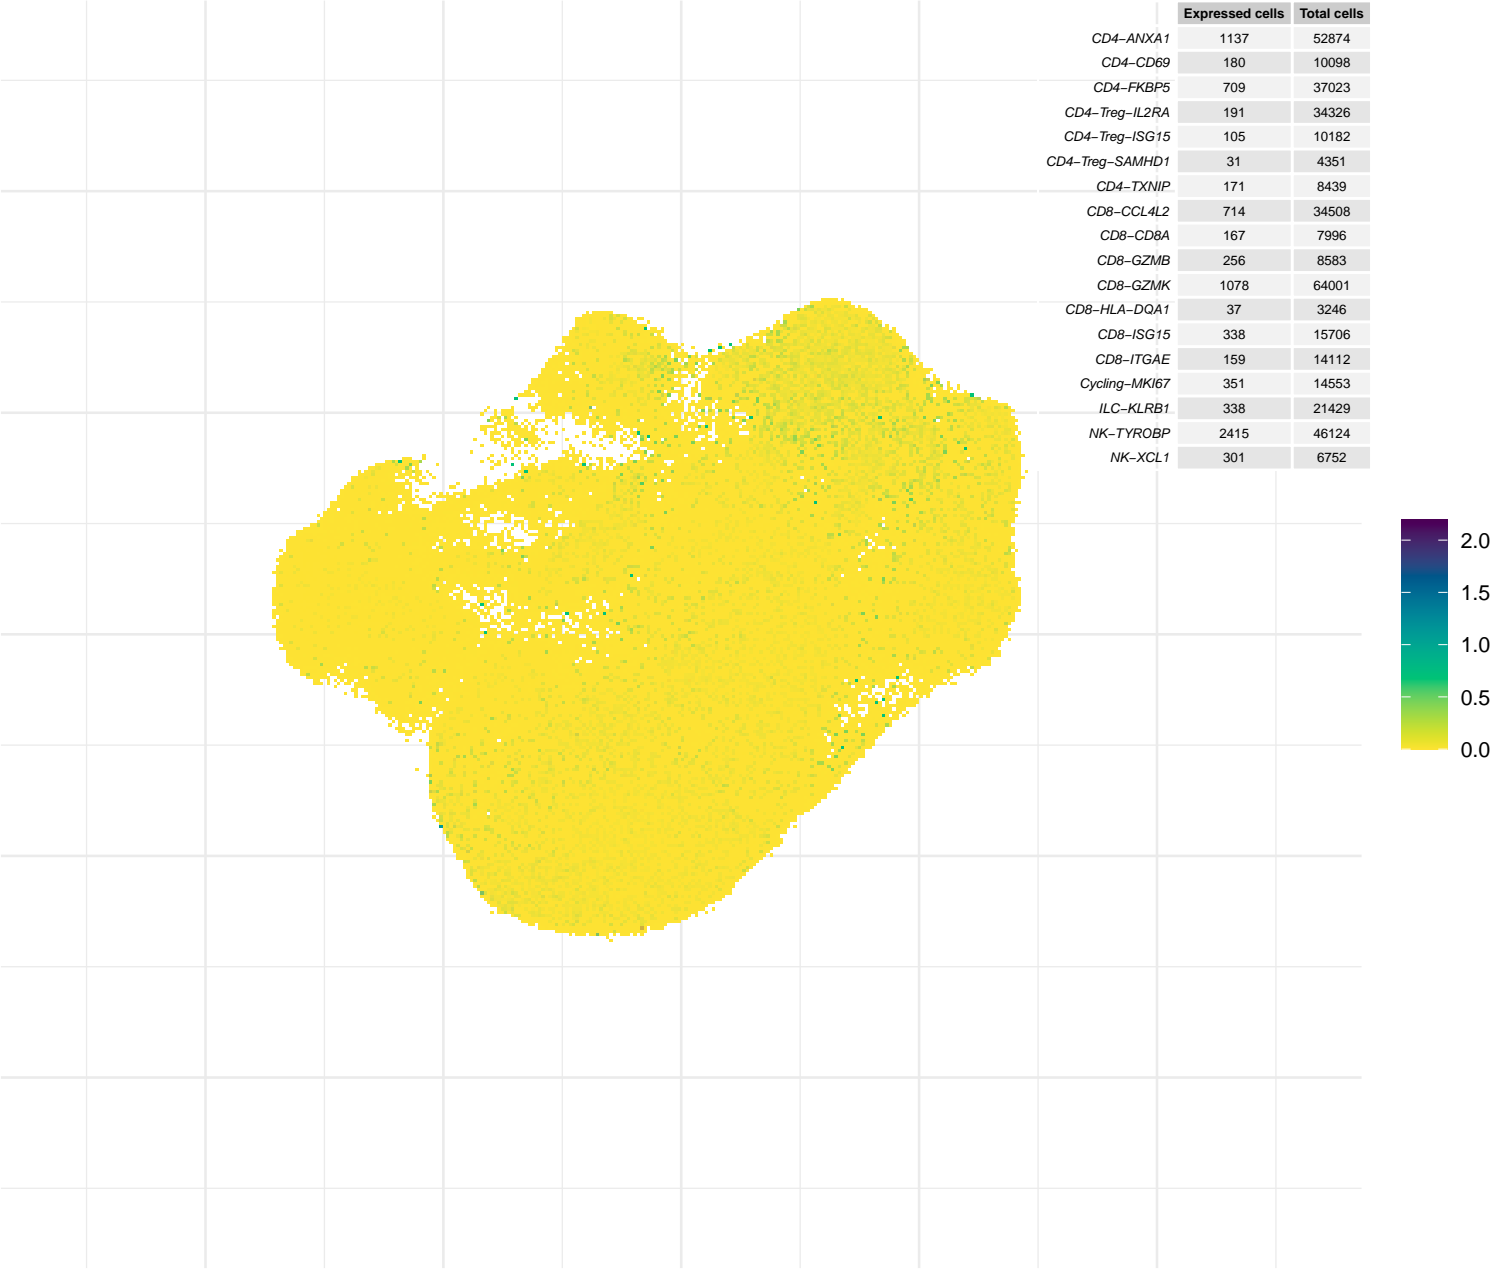 Expressed cells Total cells
CD4−ANXA1 1137 52874
CD4−CD69 180 10098
CD4−FKBP5 709 37023
CD4−Treg−IL2RA 191 34326
CD4−Treg−ISG15 105 10182
CD4−Treg−SAMHD1 31 4351
CD4−TXNIP 171 8439
CD8−CCL4L2 714 34508
CD8−CD8A 167 7996
CD8−GZMB 256 8583
CD8−GZMK 1078 64001
CD8−HLA−DQA1 37 3246
CD8−ISG15 338 15706
CD8−ITGAE 159 14112
Cycling−MKI67 351 14553
ILC−KLRB1 338 21429
NK−TYROBP 2415 46124
NK−XCL1 301 6752
2.0
1.5
1.0
0.5
0.0